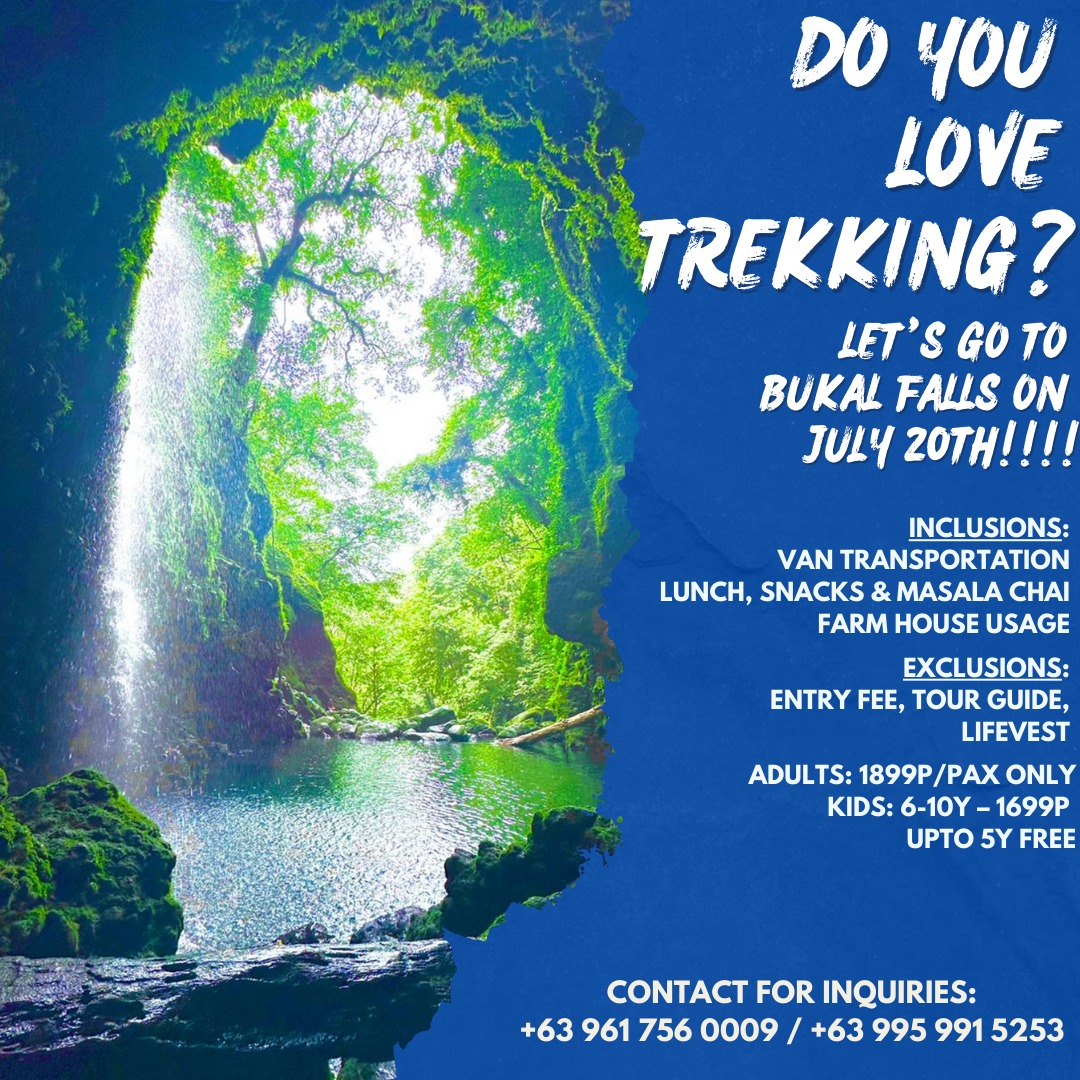 DO YOU
LOVE
TREKKING?
LET'S GO TO
BUKAL FALLS ON
JULY 20TH!!!!
INCLUSIONS:
VAN TRANSPORTATION
LUNCH, SNACKS & MASALA CHAI
FARM HOUSE USAGE
EXCLUSIONS:
ENTRY FEE, TOUR GUIDE,
LIFEVEST
ADULTS: 1899P/PAX ONLY
KIDS: 6-10Y – 1699P
UPTO 5Y FREE
CONTACT FOR INQUIRIES:
+63 961 756 0009 / +63 995 991 5253